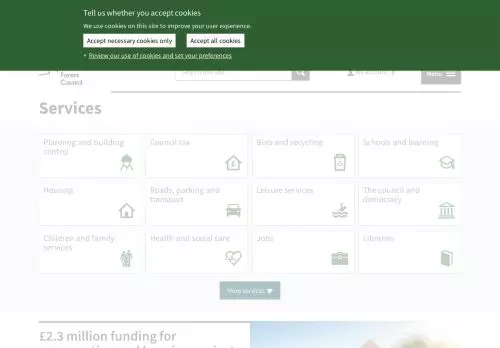 Tell us whether you accept cookies
We use cookies on this site to improve your user experience.
Accept necessary cookies only
Accept all cookies
Review our use of cookies and set your preferences
Forest
Council
My account
Menu
Services
Planning and building
control
Council tax
Bins and recycling
Schools and learning
Housing
Roads, parking and
transport
Leisure services
The council and
democracy
Children and family
services
Health and social care
Jobs
Libraries
More services
£2.3 million funding for